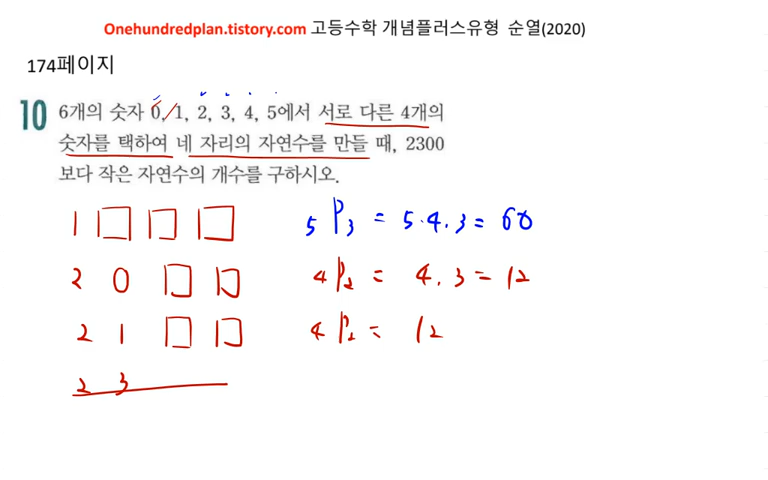 Onehundredplan.tistory.com 고등수학 개념플러스유형 순열(2020)
174페이지
10 6개의 숫자 0, 1, 2, 3, 4, 5에서 서로 다른 4개의
숫자를 택하여 네 자리의 자연수를 만들 때, 2300
보다 작은 자연수의 개수를 구하시오.
1 □ □ □ 5P3 = 5·4·3 = 60
2 0 □ □ 4P2 = 4·3 = 12
2 1 □ □ 4P2 = 12
2 3